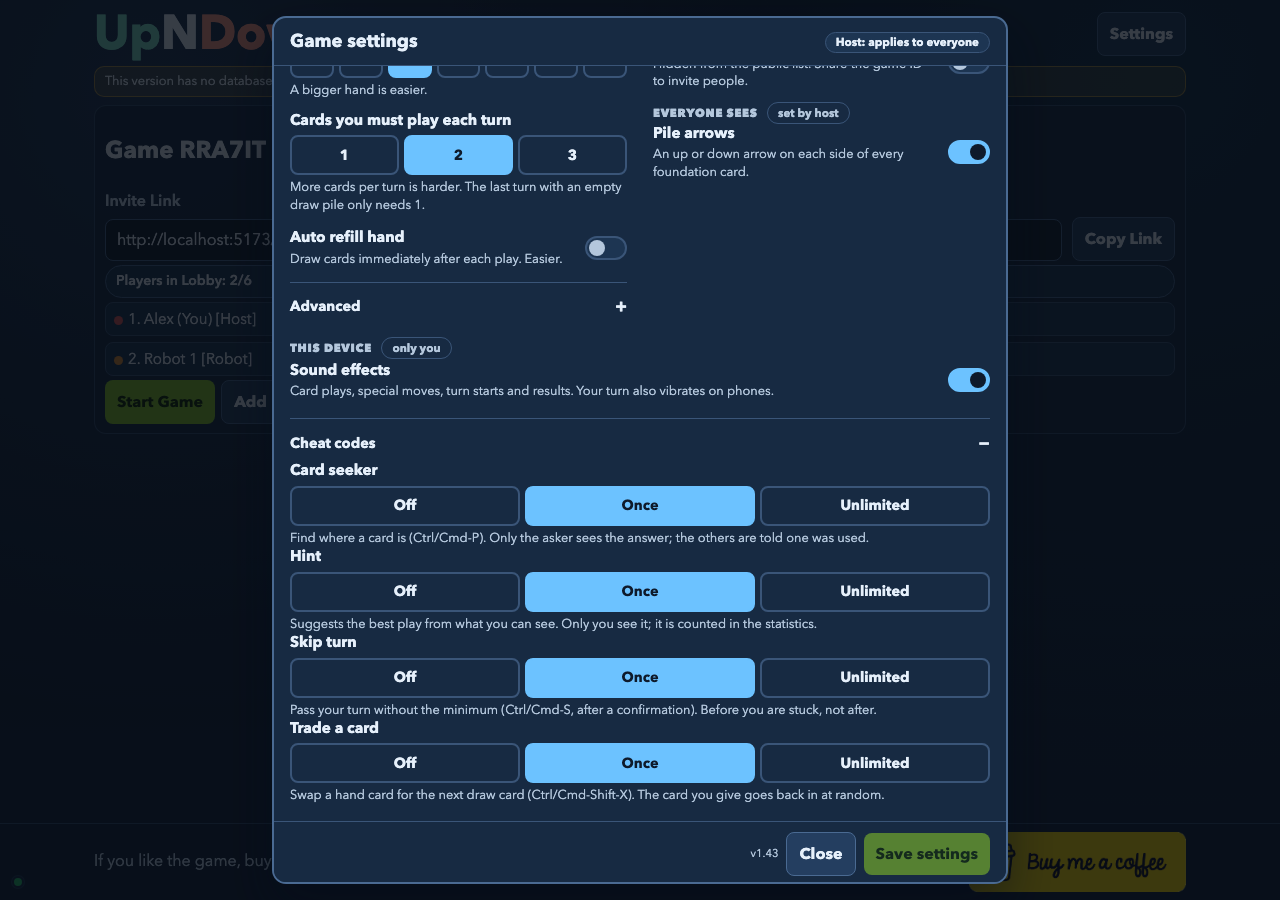 UpNDo
Settings
This version has no database
Game RRA7IT
Invite Link
http://localhost:5173
Copy Link
Players in Lobby: 2/6
1. Alex (You) [Host]
2. Robot 1 [Robot]
Start Game
Add
If you like the game, buy
Buy me a coffee
Game settings
Host: applies to everyone
A bigger hand is easier.
Cards you must play each turn
1
2
3
More cards per turn is harder. The last turn with an empty
draw pile only needs 1.
Auto refill hand
Draw cards immediately after each play. Easier.
Advanced
+
Hidden from the public list. Share the game ID
to invite people.
EVERYONE SEES
set by host
Pile arrows
An up or down arrow on each side of every
foundation card.
THIS DEVICE
only you
Sound effects
Card plays, special moves, turn starts and results. Your turn also vibrates on phones.
Cheat codes
–
Card seeker
Off
Once
Unlimited
Find where a card is (Ctrl/Cmd-P). Only the asker sees the answer; the others are told one was used.
Hint
Off
Once
Unlimited
Suggests the best play from what you can see. Only you see it; it is counted in the statistics.
Skip turn
Off
Once
Unlimited
Pass your turn without the minimum (Ctrl/Cmd-S, after a confirmation). Before you are stuck, not after.
Trade a card
Off
Once
Unlimited
Swap a hand card for the next draw card (Ctrl/Cmd-Shift-X). The card you give goes back in at random.
v1.43
Close
Save settings